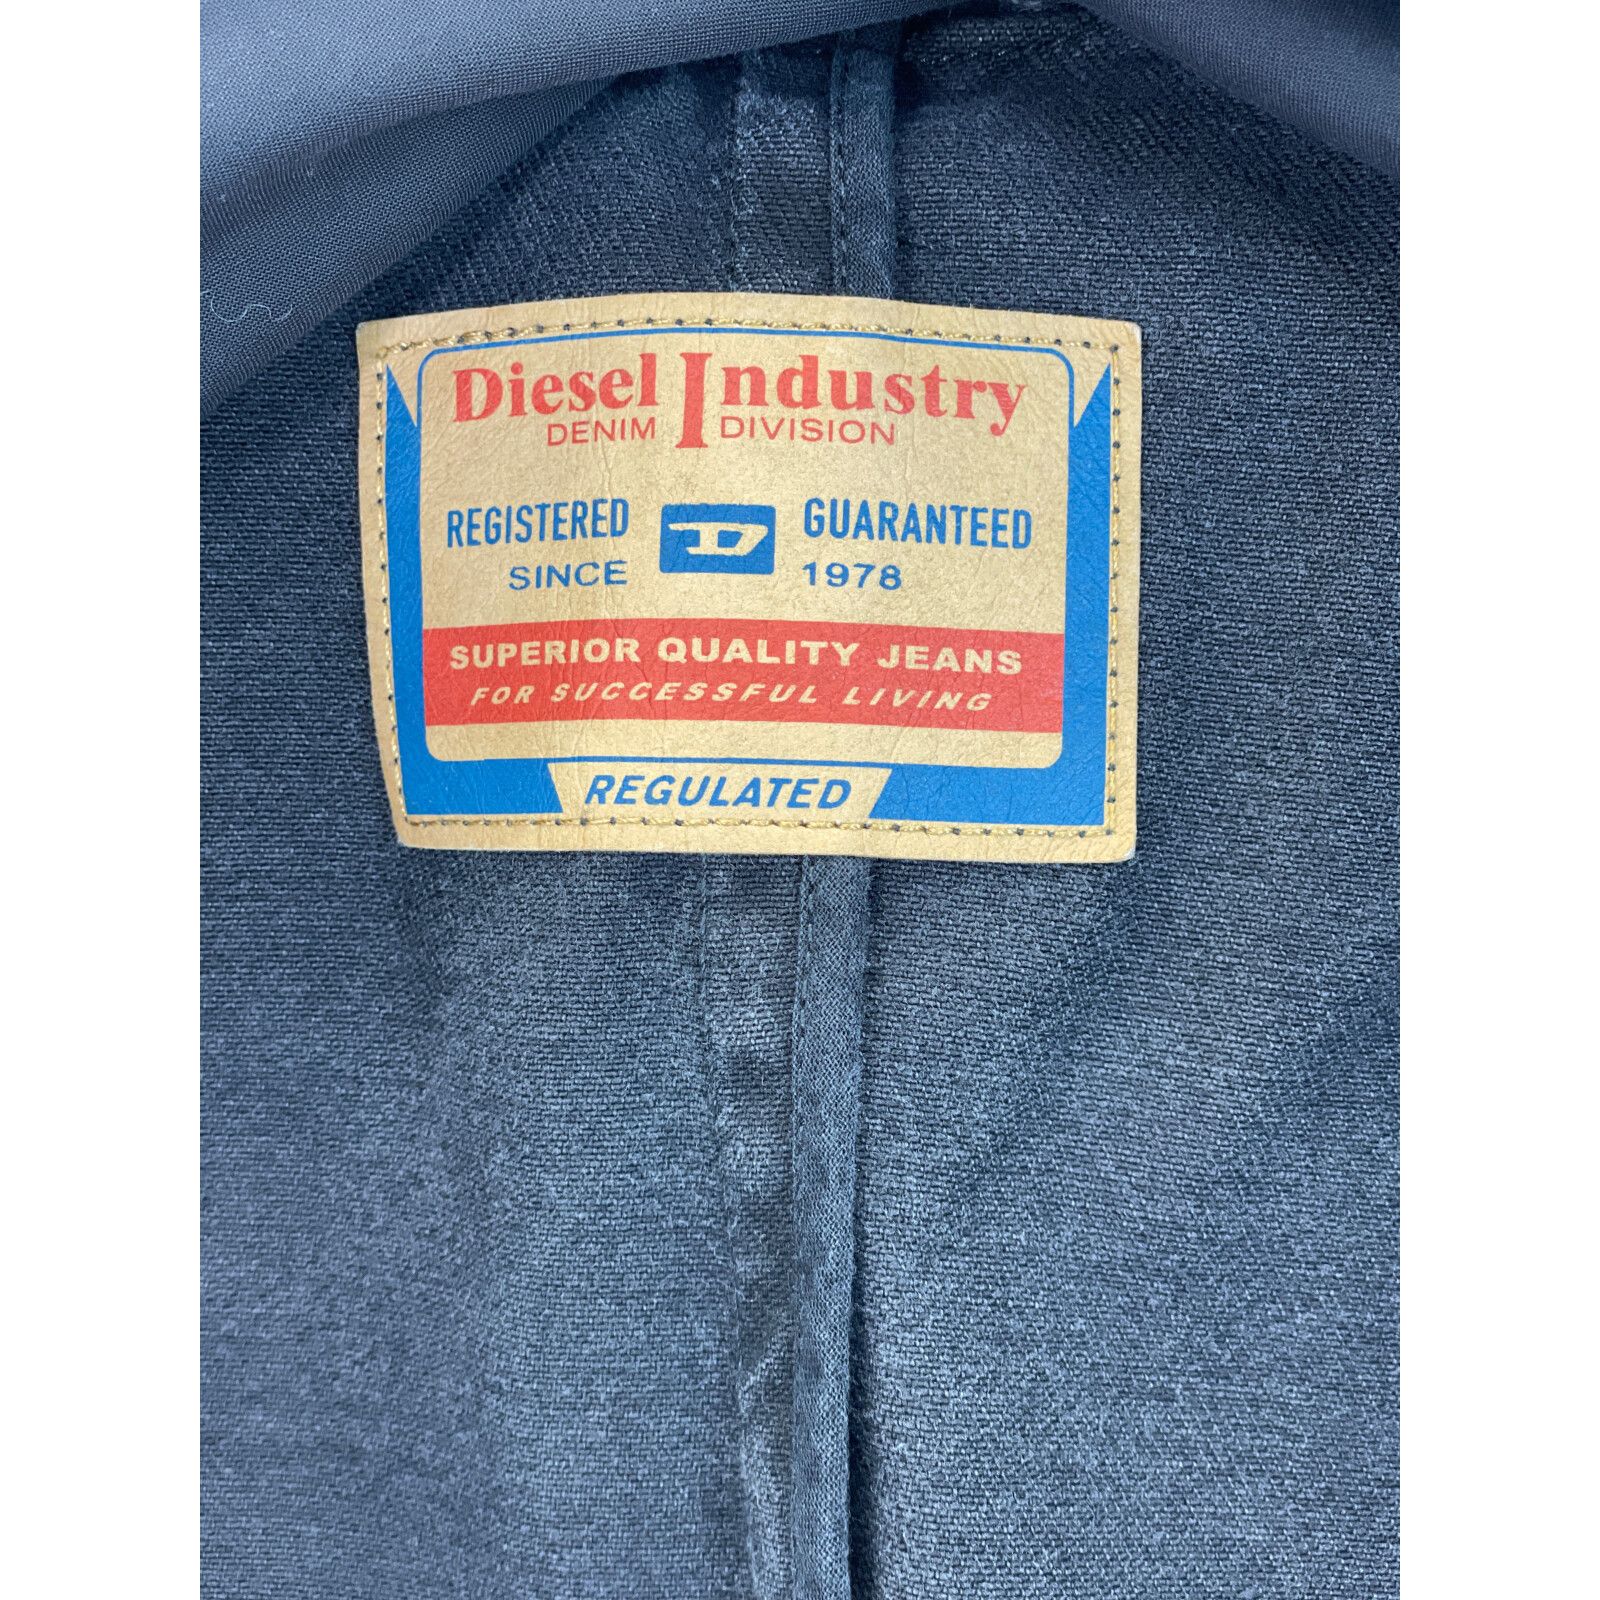 Diesel Industry
DENIM DIVISION
REGISTERED D GUARANTEED
SINCE 1978
SUPERIOR QUALITY JEANS
FOR SUCCESSFUL LIVING
REGULATED